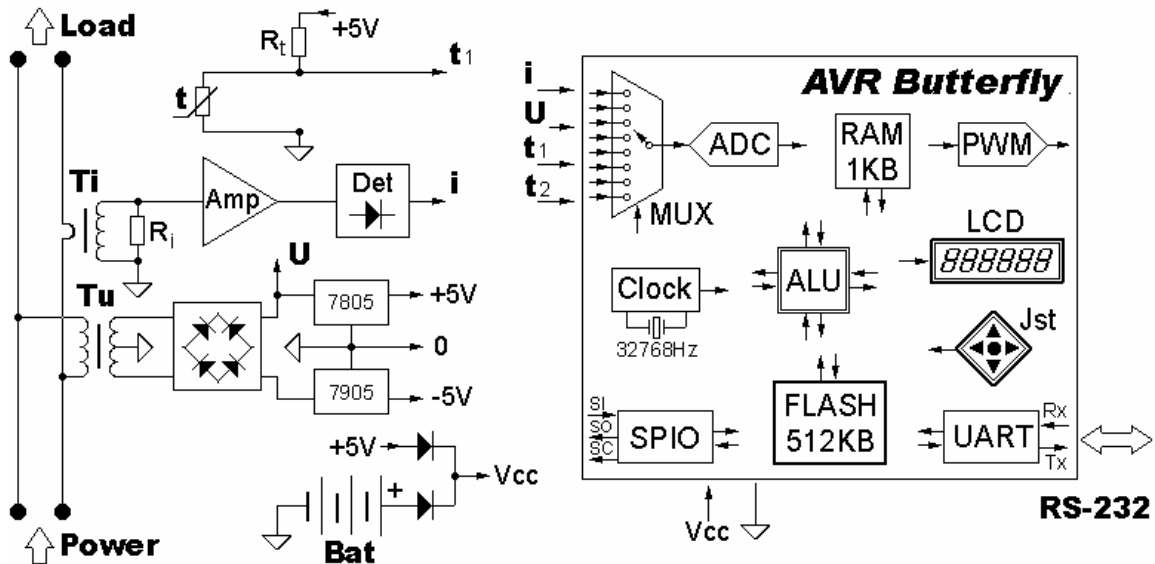 Load
+5V
Rt
t1
t
Ti
Ri
Amp
Det
i
U
Tu
7805
+5V
0
7905
-5V
+5V
Vcc
+
Bat
Power
AVR Butterfly
i
U
t1
t2
MUX
ADC
RAM
1KB
PWM
LCD
888888
Clock
32768Hz
ALU
Jst
SI
SO
SC
SPIO
FLASH
512KB
UART
Rx
Tx
Vcc
RS-232